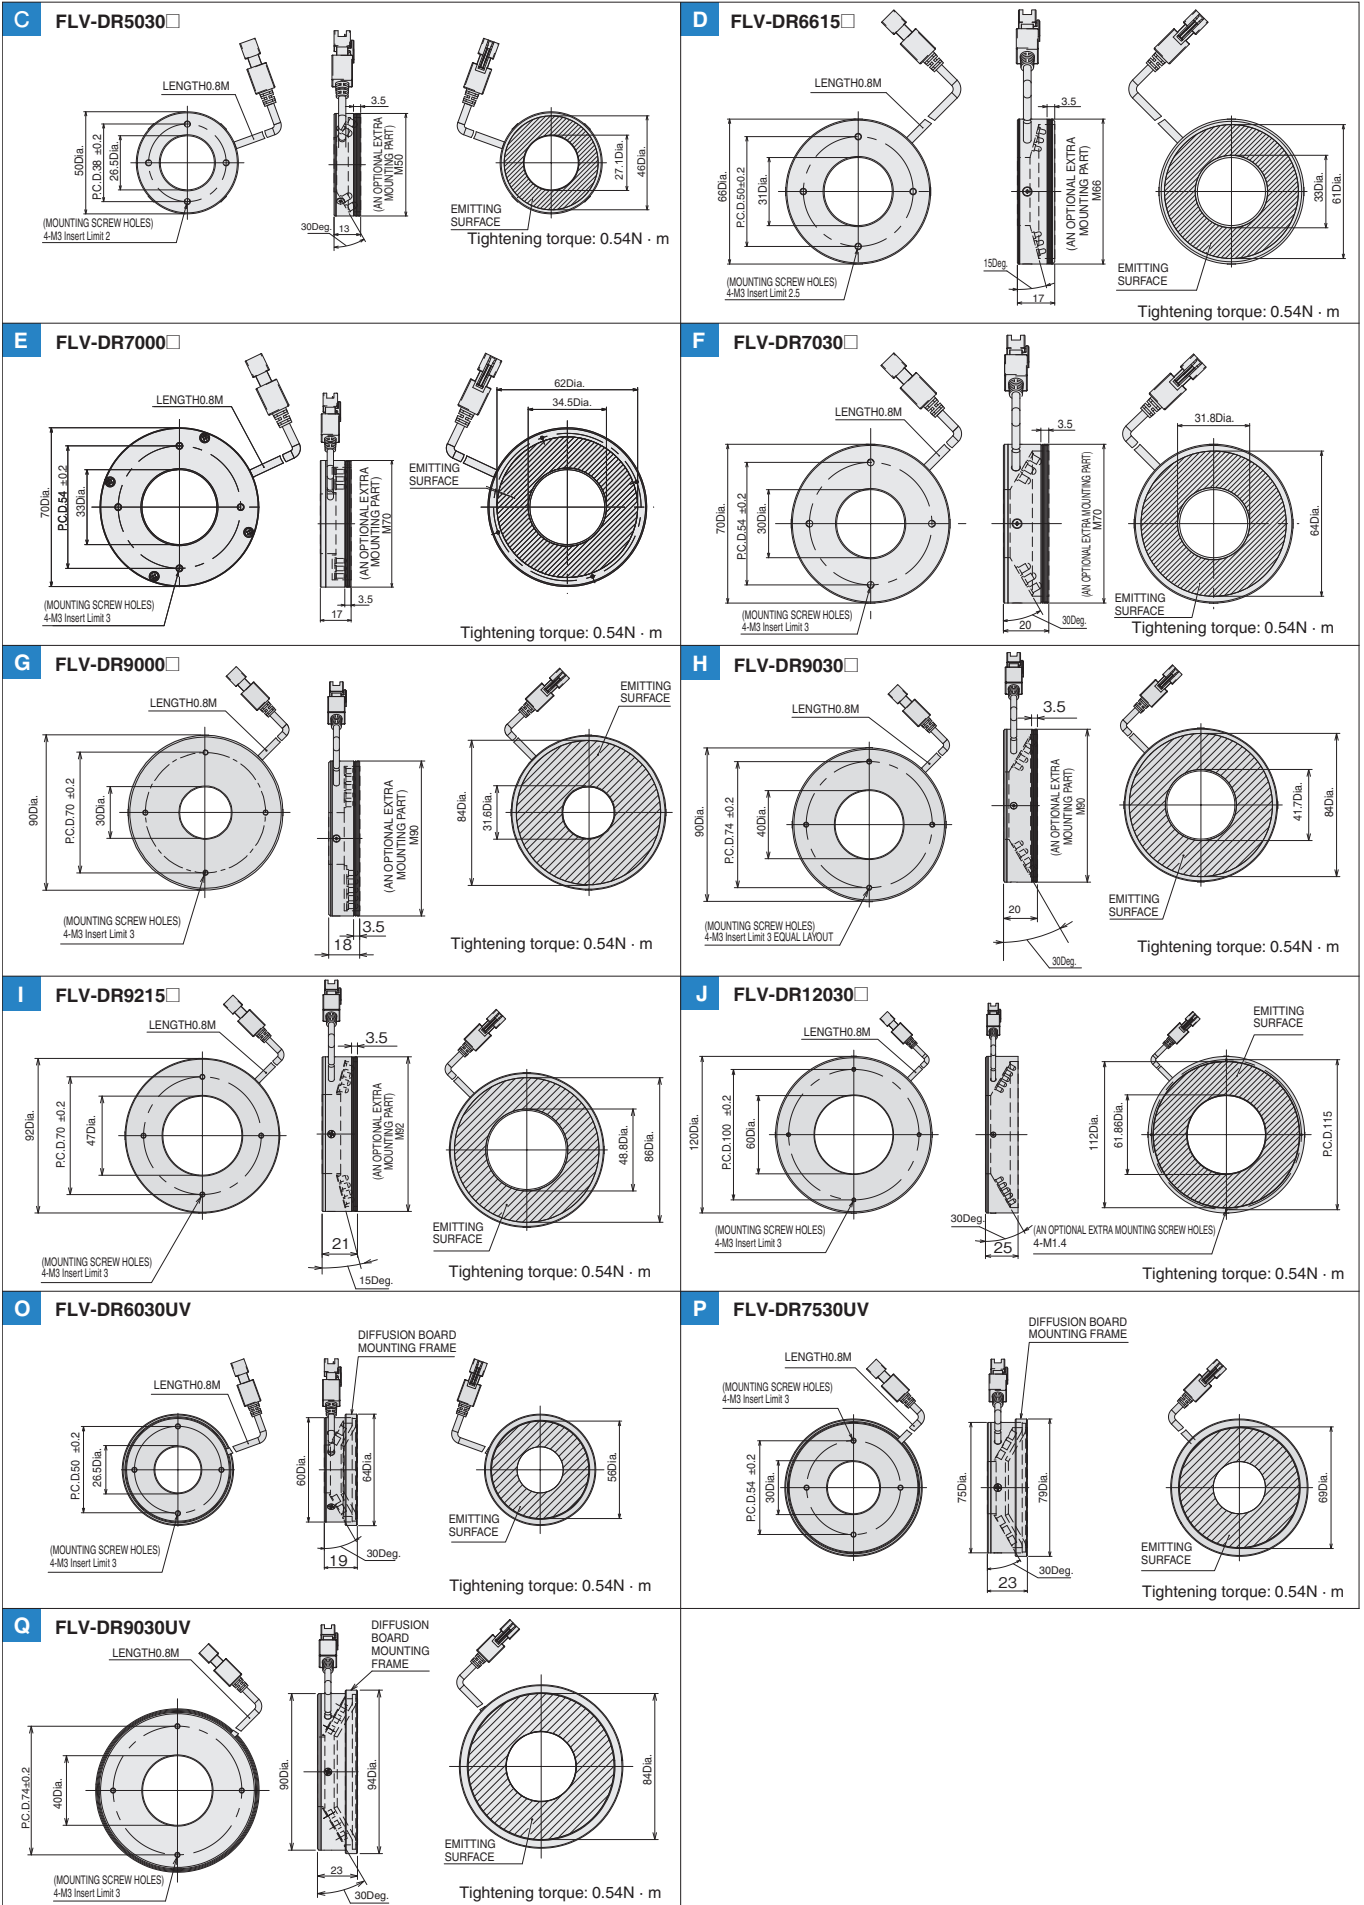 C FLV-DR5030□
LENGTH0.8M
3.5
50Dia.
P.C.D.38 ±0.2
26.5Dia.
(AN OPTIONAL EXTRA
MOUNTING PART)
M50
27.1Dia.
46Dia.
(MOUNTING SCREW HOLES)
4-M3 Insert Limit 2
30Deg.
13
EMITTING
SURFACE
Tightening torque: 0.54N · m
D FLV-DR6615□
LENGTH0.8M
3.5
66Dia.
P.C.D.50±0.2
31Dia.
(AN OPTIONAL EXTRA
MOUNTING PART)
M66
33Dia.
61Dia.
(MOUNTING SCREW HOLES)
4-M3 Insert Limit 2.5
15Deg.
17
EMITTING
SURFACE
Tightening torque: 0.54N · m
E FLV-DR7000□
LENGTH0.8M
62Dia.
34.5Dia.
70Dia.
P.C.D.54 ±0.2
33Dia.
(AN OPTIONAL EXTRA
MOUNTING PART)
M70
EMITTING
SURFACE
(MOUNTING SCREW HOLES)
4-M3 Insert Limit 3
3.5
17
Tightening torque: 0.54N · m
F FLV-DR7030□
LENGTH0.8M
3.5
31.8Dia.
70Dia.
P.C.D.54 ±0.2
30Dia.
(AN OPTIONAL EXTRA MOUNTING PART)
M70
64Dia.
(MOUNTING SCREW HOLES)
4-M3 Insert Limit 3
20
30Deg.
EMITTING
SURFACE
Tightening torque: 0.54N · m
G FLV-DR9000□
LENGTH0.8M
EMITTING
SURFACE
90Dia.
P.C.D.70 ±0.2
30Dia.
(AN OPTIONAL EXTRA
MOUNTING PART)
M90
84Dia.
31.6Dia.
(MOUNTING SCREW HOLES)
4-M3 Insert Limit 3
3.5
18
Tightening torque: 0.54N · m
H FLV-DR9030□
LENGTH0.8M
3.5
90Dia.
P.C.D.74 ±0.2
40Dia.
(AN OPTIONAL EXTRA
MOUNTING PART)
M90
41.7Dia.
84Dia.
(MOUNTING SCREW HOLES)
4-M3 Insert Limit 3 EQUAL LAYOUT
20
30Deg.
EMITTING
SURFACE
Tightening torque: 0.54N · m
I FLV-DR9215□
LENGTH0.8M
3.5
92Dia.
P.C.D.70 ±0.2
47Dia.
(AN OPTIONAL EXTRA
MOUNTING PART)
M92
48.8Dia.
86Dia.
(MOUNTING SCREW HOLES)
4-M3 Insert Limit 3
21
15Deg.
EMITTING
SURFACE
Tightening torque: 0.54N · m
J FLV-DR12030□
LENGTH0.8M
EMITTING
SURFACE
120Dia.
P.C.D.100 ±0.2
60Dia.
112Dia.
61.86Dia.
P.C.D.115
(MOUNTING SCREW HOLES)
4-M3 Insert Limit 3
30Deg.
25
(AN OPTIONAL EXTRA MOUNTING SCREW HOLES)
4-M1.4
Tightening torque: 0.54N · m
O FLV-DR6030UV
DIFFUSION BOARD
MOUNTING FRAME
LENGTH0.8M
P.C.D.50 ±0.2
26.5Dia.
60Dia.
64Dia.
56Dia.
(MOUNTING SCREW HOLES)
4-M3 Insert Limit 3
19
30Deg.
EMITTING
SURFACE
Tightening torque: 0.54N · m
P FLV-DR7530UV
DIFFUSION BOARD
MOUNTING FRAME
LENGTH0.8M
(MOUNTING SCREW HOLES)
4-M3 Insert Limit 3
P.C.D.54 ±0.2
30Dia.
75Dia.
79Dia.
69Dia.
23
30Deg.
EMITTING
SURFACE
Tightening torque: 0.54N · m
Q FLV-DR9030UV
DIFFUSION
BOARD
MOUNTING
FRAME
LENGTH0.8M
P.C.D.74±0.2
40Dia.
90Dia.
94Dia.
84Dia.
(MOUNTING SCREW HOLES)
4-M3 Insert Limit 3
23
30Deg.
EMITTING
SURFACE
Tightening torque: 0.54N · m